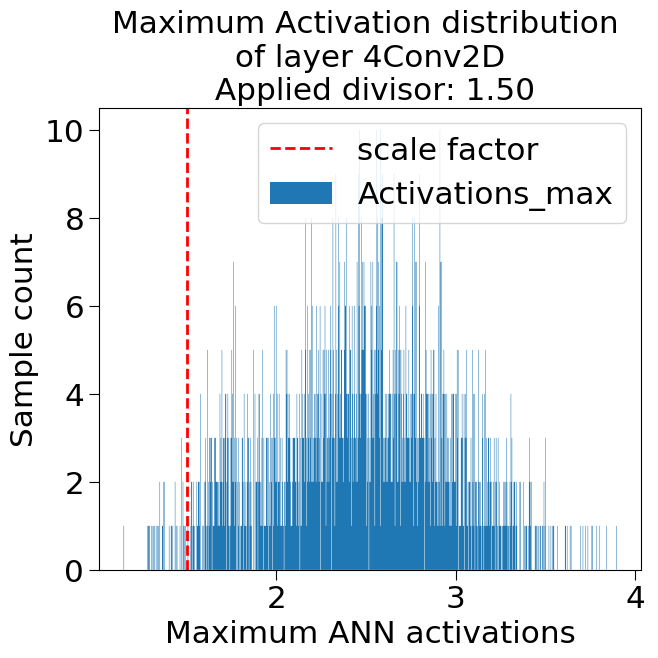 Maximum Activation distribution
of layer 4Conv2D
Applied divisor: 1.50
scale factor
Activations_max
10
8
6
4
2
0
Sample count
2
3
4
Maximum ANN activations